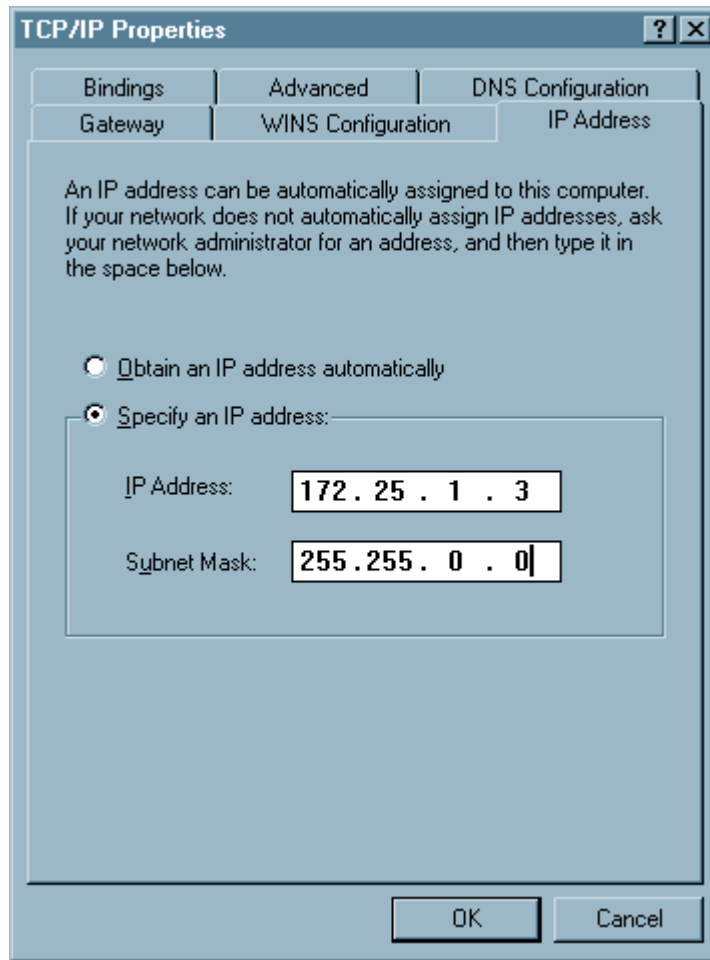 TCP/IP Properties ? X
Bindings Advanced DNS Configuration
Gateway WINS Configuration IP Address
An IP address can be automatically assigned to this computer.
If your network does not automatically assign IP addresses, ask
your network administrator for an address, and then type it in
the space below.
Obtain an IP address automatically
Specify an IP address:
IP Address: 172 . 25 . 1 . 3
Subnet Mask: 255 . 255 . 0 . 0
OK Cancel